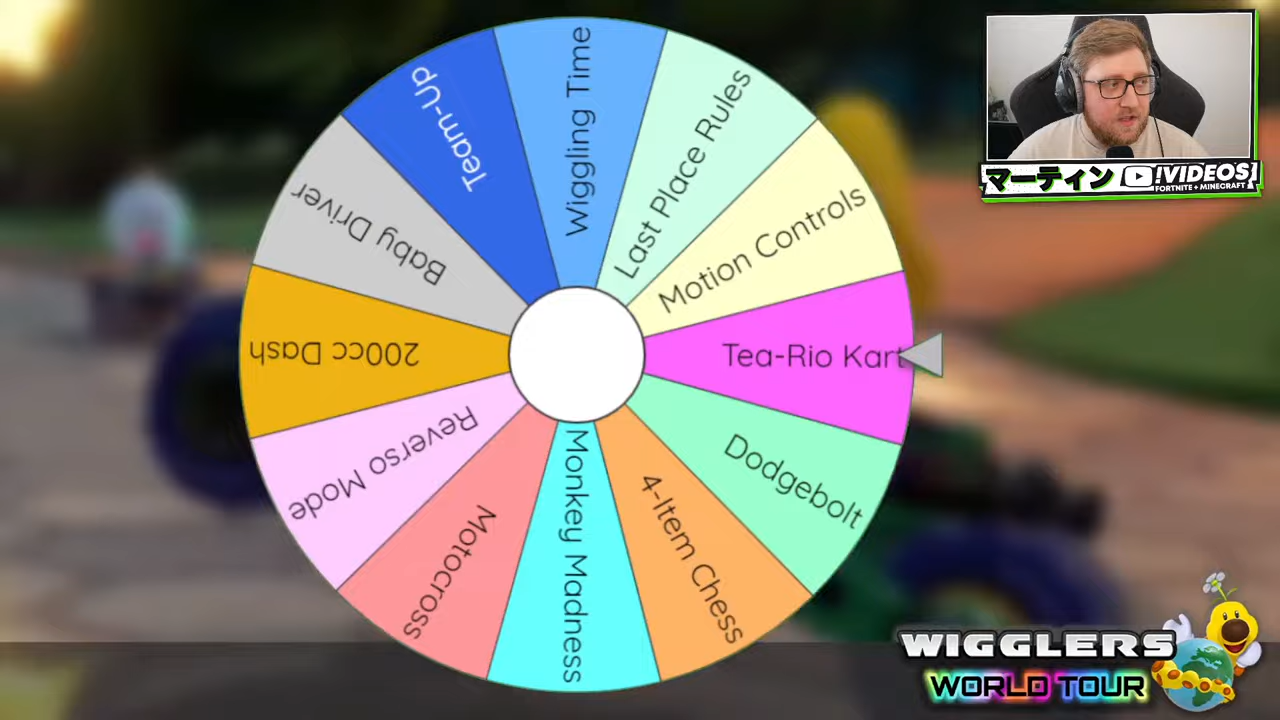 Wiggling Time
Last Place Rules
Motion Controls
Tea-Rio Kart
Dodgebolt
4-Item Chess
Monkey Madness
Motocross
Reverso Mode
200cc Dash
Baby Driver
Team-Up
マーティン
!VIDEOS
FORTNITE + MINECRAFT
WIGGLERS
WORLD TOUR